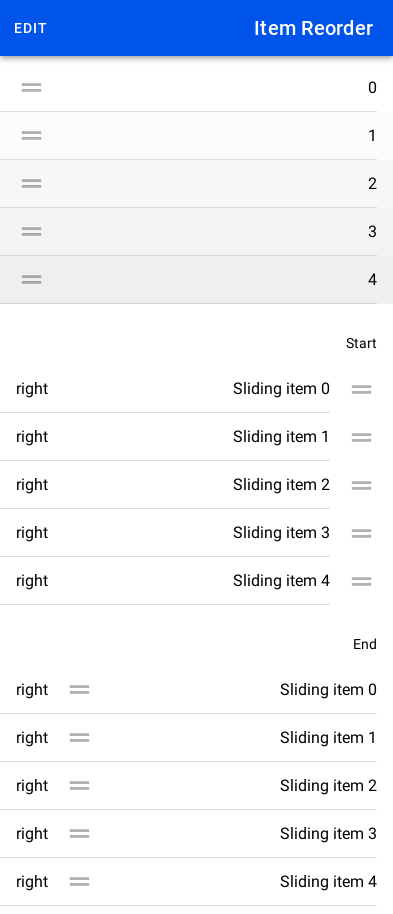 EDIT Item Reorder
0
1
2
3
4
Start
right Sliding item 0
right Sliding item 1
right Sliding item 2
right Sliding item 3
right Sliding item 4
End
right Sliding item 0
right Sliding item 1
right Sliding item 2
right Sliding item 3
right Sliding item 4